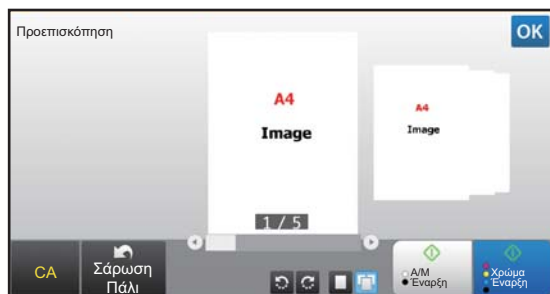 Προεπισκόπηση
OK
A4
Image
A4
Image
1 / 5
CA
Σάρωση
Πάλι
Α/Μ
Έναρξη
Χρώμα
Έναρξη